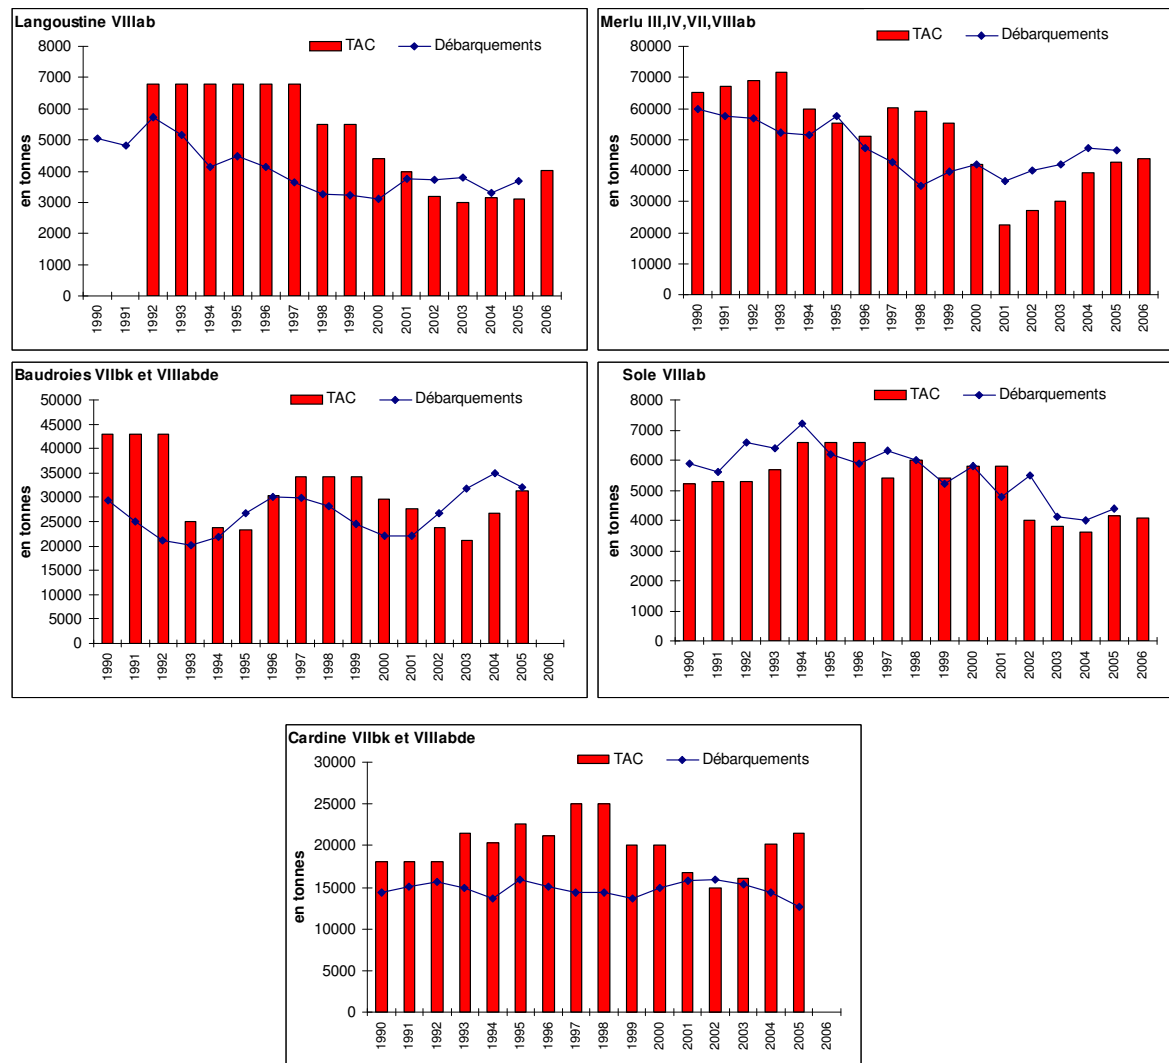 Langoustine VIIIab
TAC Débarquements
en tonnes
8000
7000
6000
5000
4000
3000
2000
1000
0
1990 1991 1992 1993 1994 1995 1996 1997 1998 1999 2000 2001 2002 2003 2004 2005 2006
Merlu III,IV,VII,VIIIab
TAC Débarquements
en tonnes
80000
70000
60000
50000
40000
30000
20000
10000
0
1990 1991 1992 1993 1994 1995 1996 1997 1998 1999 2000 2001 2002 2003 2004 2005 2006
Baudroies VIIbk et VIIIabde
TAC Débarquements
en tonnes
50000
45000
40000
35000
30000
25000
20000
15000
10000
5000
0
1990 1991 1992 1993 1994 1995 1996 1997 1998 1999 2000 2001 2002 2003 2004 2005 2006
Sole VIIIab
TAC Débarquements
en tonnes
8000
7000
6000
5000
4000
3000
2000
1000
0
1990 1991 1992 1993 1994 1995 1996 1997 1998 1999 2000 2001 2002 2003 2004 2005 2006
Cardine VIIbk et VIIIabde
TAC Débarquements
en tonnes
30000
25000
20000
15000
10000
5000
0
1990 1991 1992 1993 1994 1995 1996 1997 1998 1999 2000 2001 2002 2003 2004 2005 2006